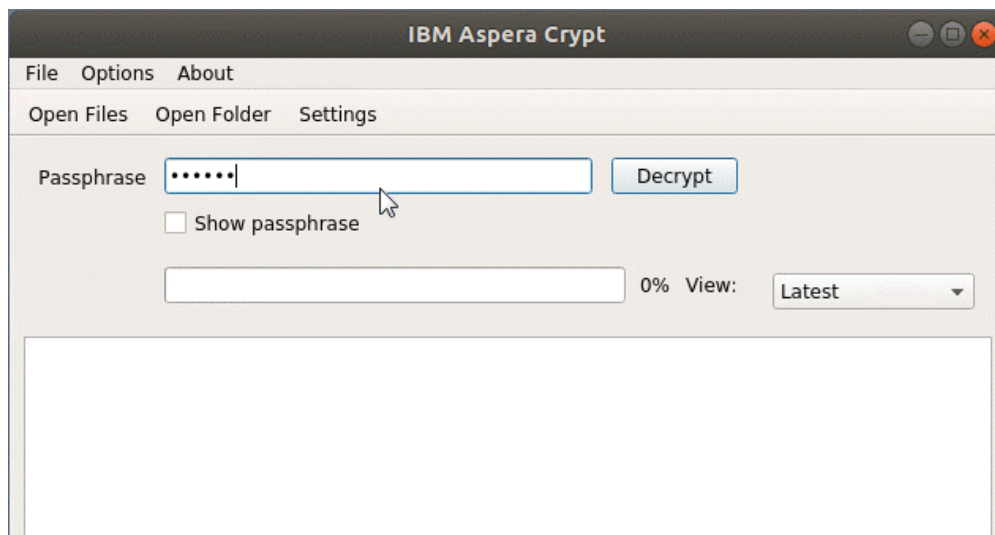 IBM Aspera Crypt
File Options About
Open Files Open Folder Settings
Passphrase •••••• Decrypt
Show passphrase
0% View: Latest